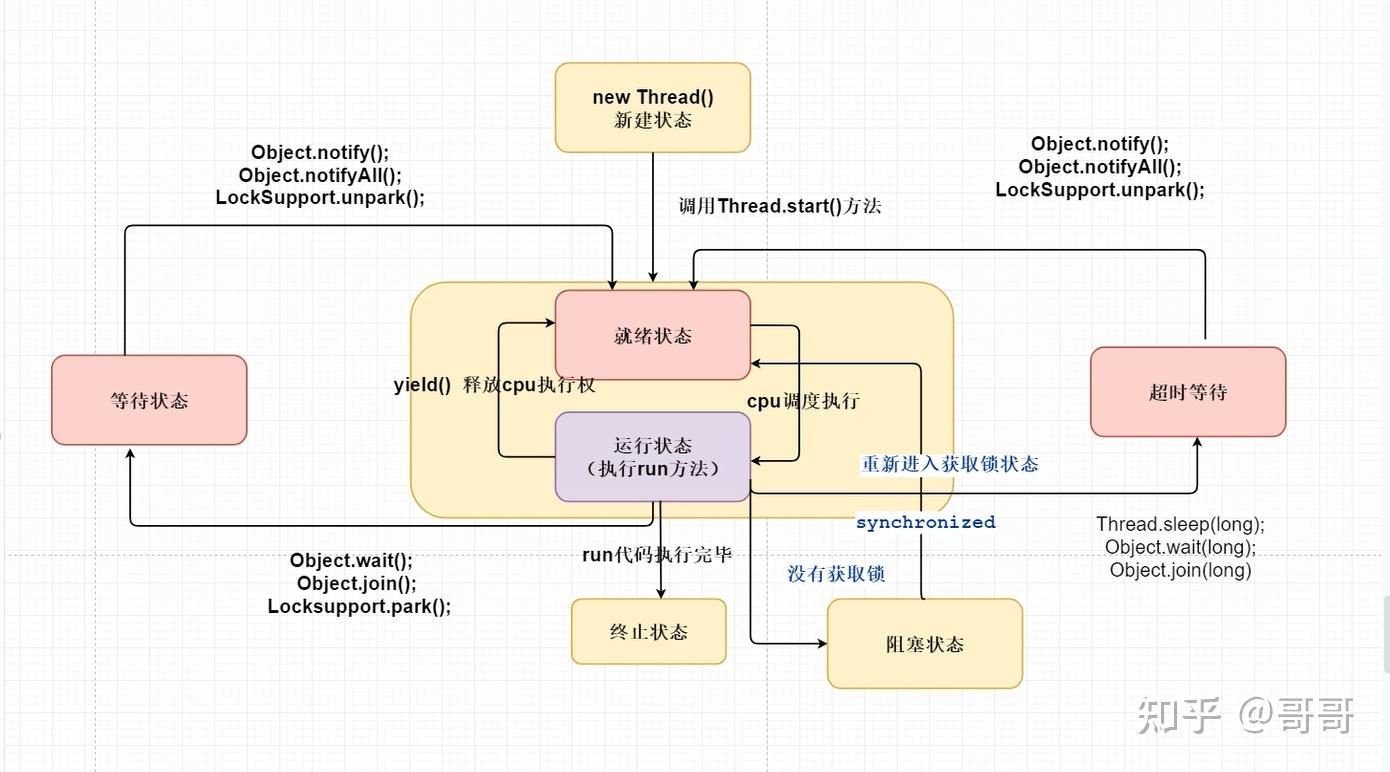 new Thread()
新建状态
Object.notify();
Object.notifyAll();
LockSupport.unpark();
Object.notify();
Object.notifyAll();
LockSupport.unpark();
调用Thread.start()方法
就绪状态
yield() 释放cpu执行权
cpu调度执行
等待状态
超时等待
运行状态
（执行run方法）
重新进入获取锁状态
synchronized
Thread.sleep(long);
Object.wait(long);
Object.join(long)
Object.wait();
Object.join();
Locksupport.park();
run代码执行完毕
没有获取锁
终止状态
阻塞状态
知乎 @哥哥